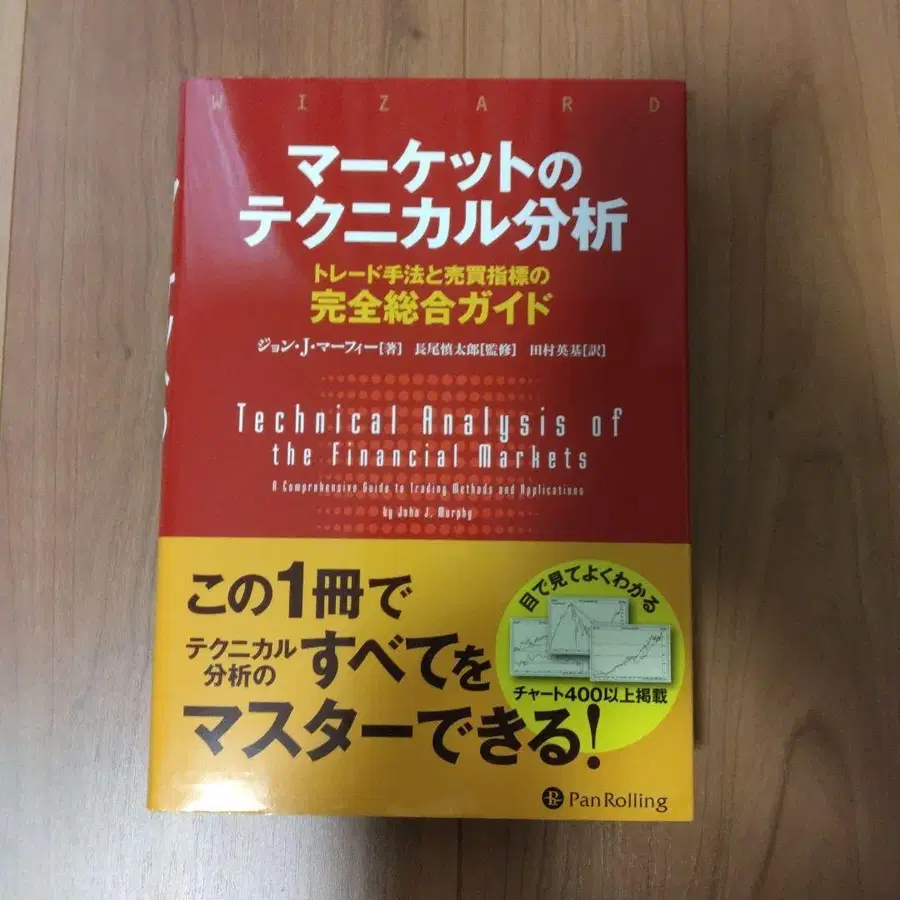 WIZARD
マーケットの
テクニカル分析
トレード手法と売買指標の
完全総合ガイド
ジョン・J・マーフィー[著] 長尾慎太郎[監修] 田村英基[訳]
Technical Analysis of
the Financial Markets
A Comprehensive Guide to Trading Methods and Applications
by John J. Murphy
この1冊で
テクニカル
分析の
すべてを
マスターできる!
目で見てよくわかる
チャート400以上掲載
PanRolling